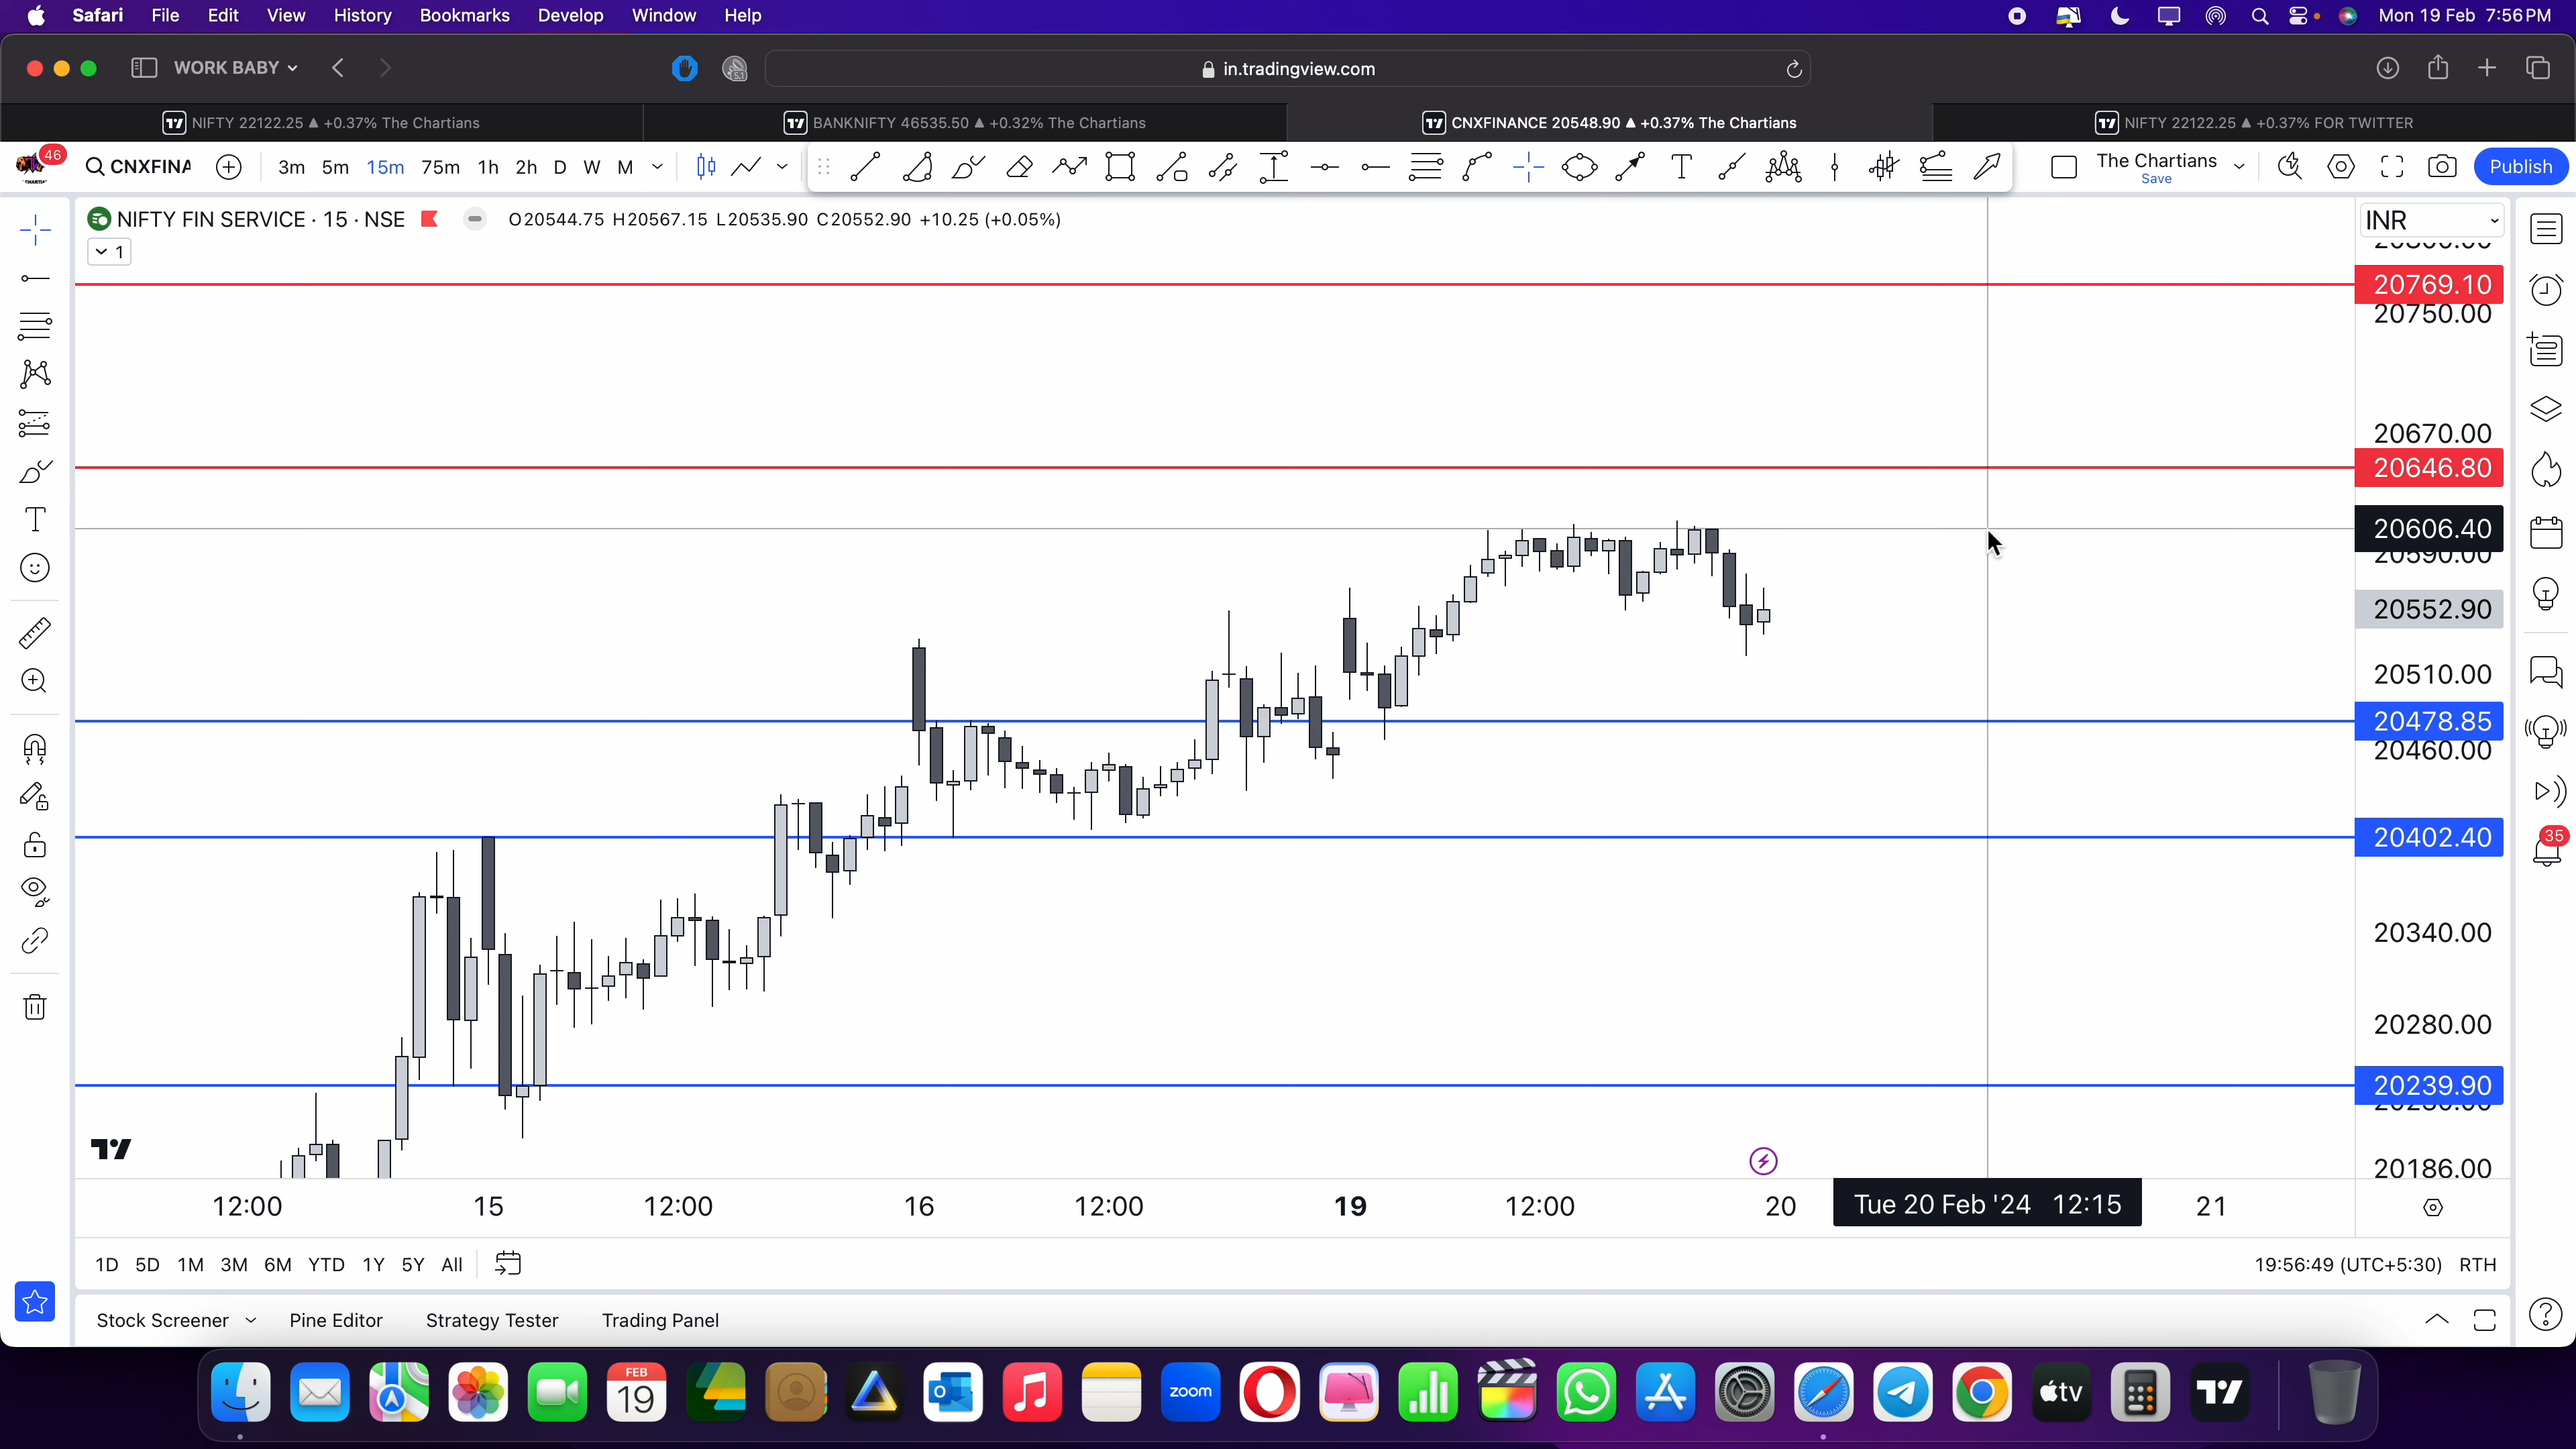 Safari File Edit View History Bookmarks Develop Window Help Mon 19 Feb 7:56 PM
WORK BABY in.tradingview.com
NIFTY 22122.25 ▲ +0.37% The Chartians BANKNIFTY 46535.50 ▲ +0.32% The Chartians CNXFINANCE 20548.90 ▲ +0.37% The Chartians NIFTY 22122.25 ▲ +0.37% FOR TWITTER
46 CNXFINA 3m 5m 15m 75m 1h 2h D W M The Chartians Save Publish
NIFTY FIN SERVICE · 15 · NSE O20544.75 H20567.15 L20535.90 C20552.90 +10.25 (+0.05%) INR
1
20769.10
20750.00
20670.00
20646.80
20606.40
20590.00
20552.90
20510.00
20478.85
20460.00
20402.40
35
20340.00
20280.00
20239.90
20186.00
12:00 15 12:00 16 12:00 19 12:00 20 Tue 20 Feb '24 12:15 21
1D 5D 1M 3M 6M YTD 1Y 5Y All 19:56:49 (UTC+5:30) RTH
Stock Screener Pine Editor Strategy Tester Trading Panel
FEB
19
zoom
tv